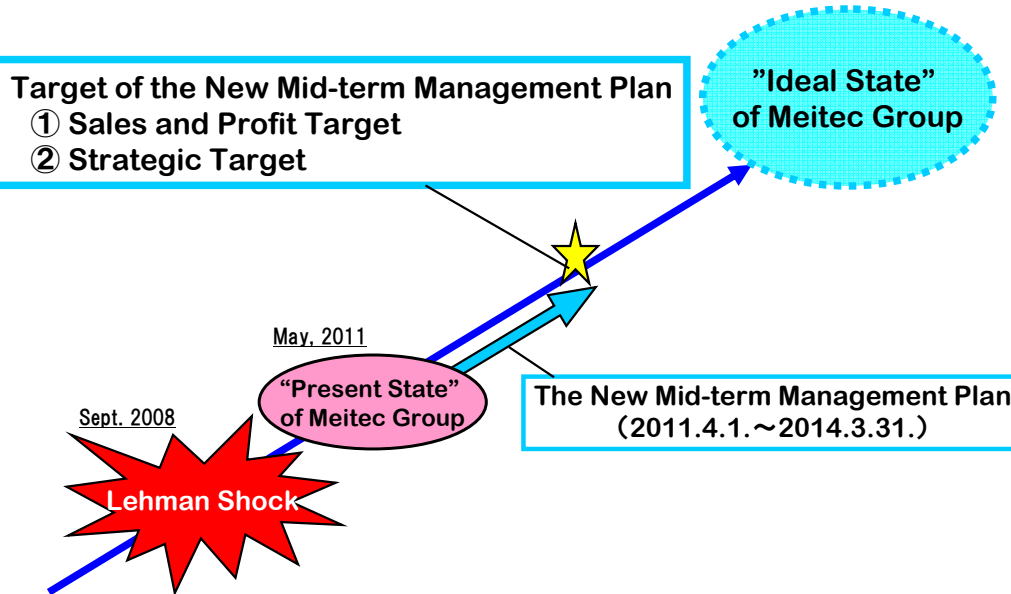 Target of the New Mid-term Management Plan
① Sales and Profit Target
② Strategic Target
”Ideal State”
of Meitec Group
May, 2011
“Present State”
of Meitec Group
The New Mid-term Management Plan
（2011.4.1.～2014.3.31.）
Sept. 2008
Lehman Shock